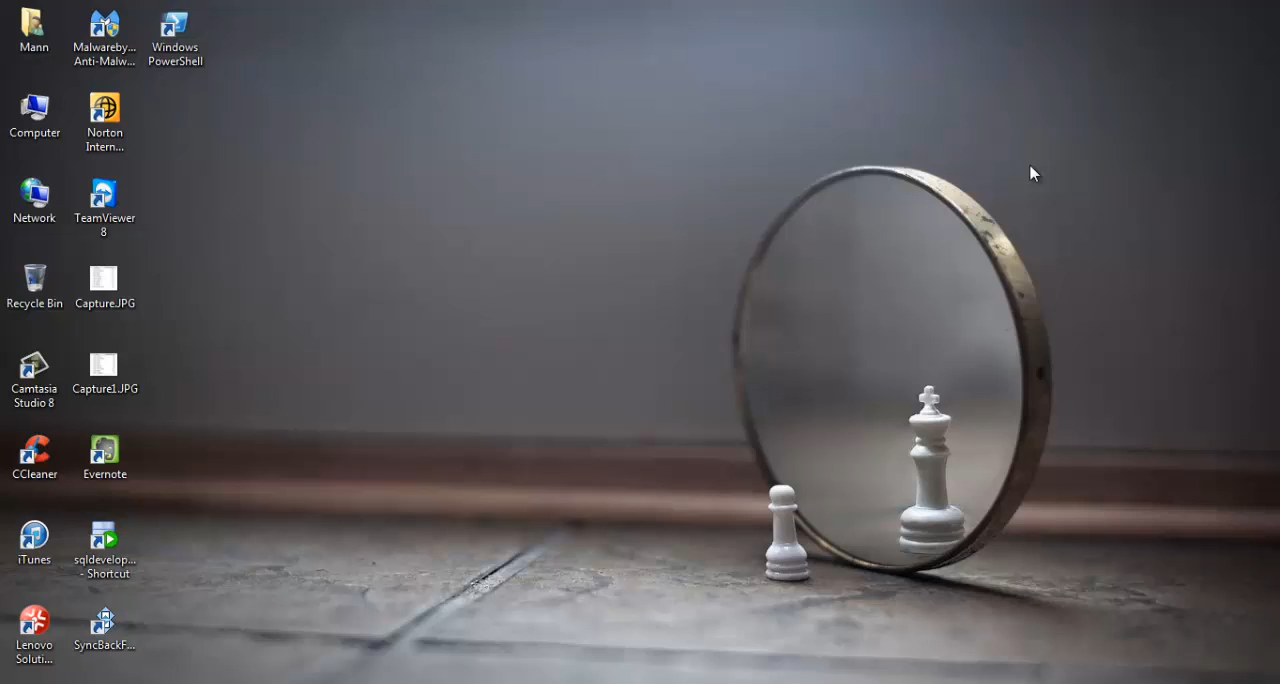 Mann
Malwareby...
Anti-Malw...
Windows
PowerShell
Computer
Norton
Intern...
Network
TeamViewer
8
Recycle Bin
Capture.JPG
Camtasia
Studio 8
Capture1.JPG
CCleaner
Evernote
iTunes
sqldevelop...
- Shortcut
Lenovo
Soluti...
SyncBackF...